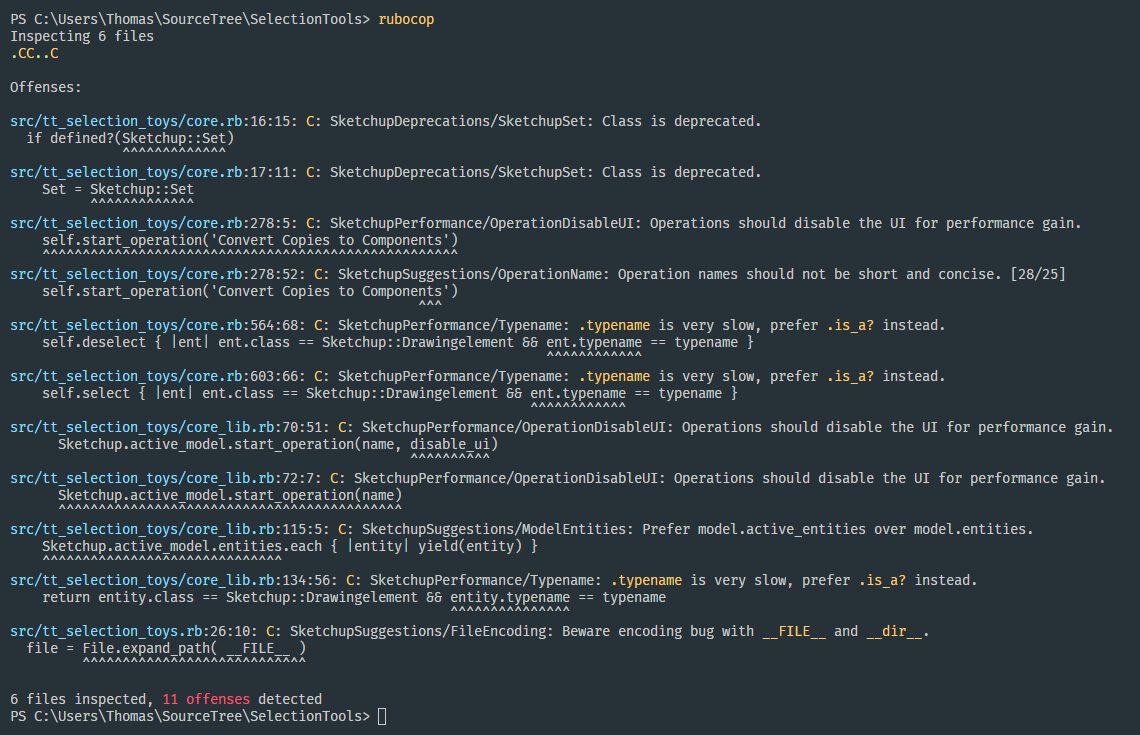 PS C:\Users\Thomas\SourceTree\SelectionTools> rubocop
Inspecting 6 files
.CC..C

Offenses:

src/tt_selection_toys/core.rb:16:15: C: SketchupDeprecations/SketchupSet: Class is deprecated.
  if defined?(Sketchup::Set)
              ^^^^^^^^^^^^^
src/tt_selection_toys/core.rb:17:11: C: SketchupDeprecations/SketchupSet: Class is deprecated.
    Set = Sketchup::Set
          ^^^^^^^^^^^^^
src/tt_selection_toys/core.rb:278:5: C: SketchupPerformance/OperationDisableUI: Operations should disable the UI for performance gain.
    self.start_operation('Convert Copies to Components')
    ^^^^^^^^^^^^^^^^^^^^^^^^^^^^^^^^^^^^^^^^^^^^^^^^^^^^
src/tt_selection_toys/core.rb:278:52: C: SketchupSuggestions/OperationName: Operation names should not be short and concise. [28/25]
    self.start_operation('Convert Copies to Components')
                                                   ^^^
src/tt_selection_toys/core.rb:564:68: C: SketchupPerformance/Typename: .typename is very slow, prefer .is_a? instead.
    self.deselect { |ent| ent.class == Sketchup::Drawingelement && ent.typename == typename }
                                                                   ^^^^^^^^^^^^
src/tt_selection_toys/core.rb:603:66: C: SketchupPerformance/Typename: .typename is very slow, prefer .is_a? instead.
    self.select { |ent| ent.class == Sketchup::Drawingelement && ent.typename == typename }
                                                                 ^^^^^^^^^^^^
src/tt_selection_toys/core_lib.rb:70:51: C: SketchupPerformance/OperationDisableUI: Operations should disable the UI for performance gain.
      Sketchup.active_model.start_operation(name, disable_ui)
                                                  ^^^^^^^^^^
src/tt_selection_toys/core_lib.rb:72:7: C: SketchupPerformance/OperationDisableUI: Operations should disable the UI for performance gain.
      Sketchup.active_model.start_operation(name)
      ^^^^^^^^^^^^^^^^^^^^^^^^^^^^^^^^^^^^^^^^^^^
src/tt_selection_toys/core_lib.rb:115:5: C: SketchupSuggestions/ModelEntities: Prefer model.active_entities over model.entities.
    Sketchup.active_model.entities.each { |entity| yield(entity) }
    ^^^^^^^^^^^^^^^^^^^^^^^^^^^^^^
src/tt_selection_toys/core_lib.rb:134:56: C: SketchupPerformance/Typename: .typename is very slow, prefer .is_a? instead.
    return entity.class == Sketchup::Drawingelement && entity.typename == typename
                                                       ^^^^^^^^^^^^^^^
src/tt_selection_toys.rb:26:10: C: SketchupSuggestions/FileEncoding: Beware encoding bug with __FILE__ and __dir__.
  file = File.expand_path( __FILE__ )
         ^^^^^^^^^^^^^^^^^^^^^^^^^^^^

6 files inspected, 11 offenses detected
PS C:\Users\Thomas\SourceTree\SelectionTools>